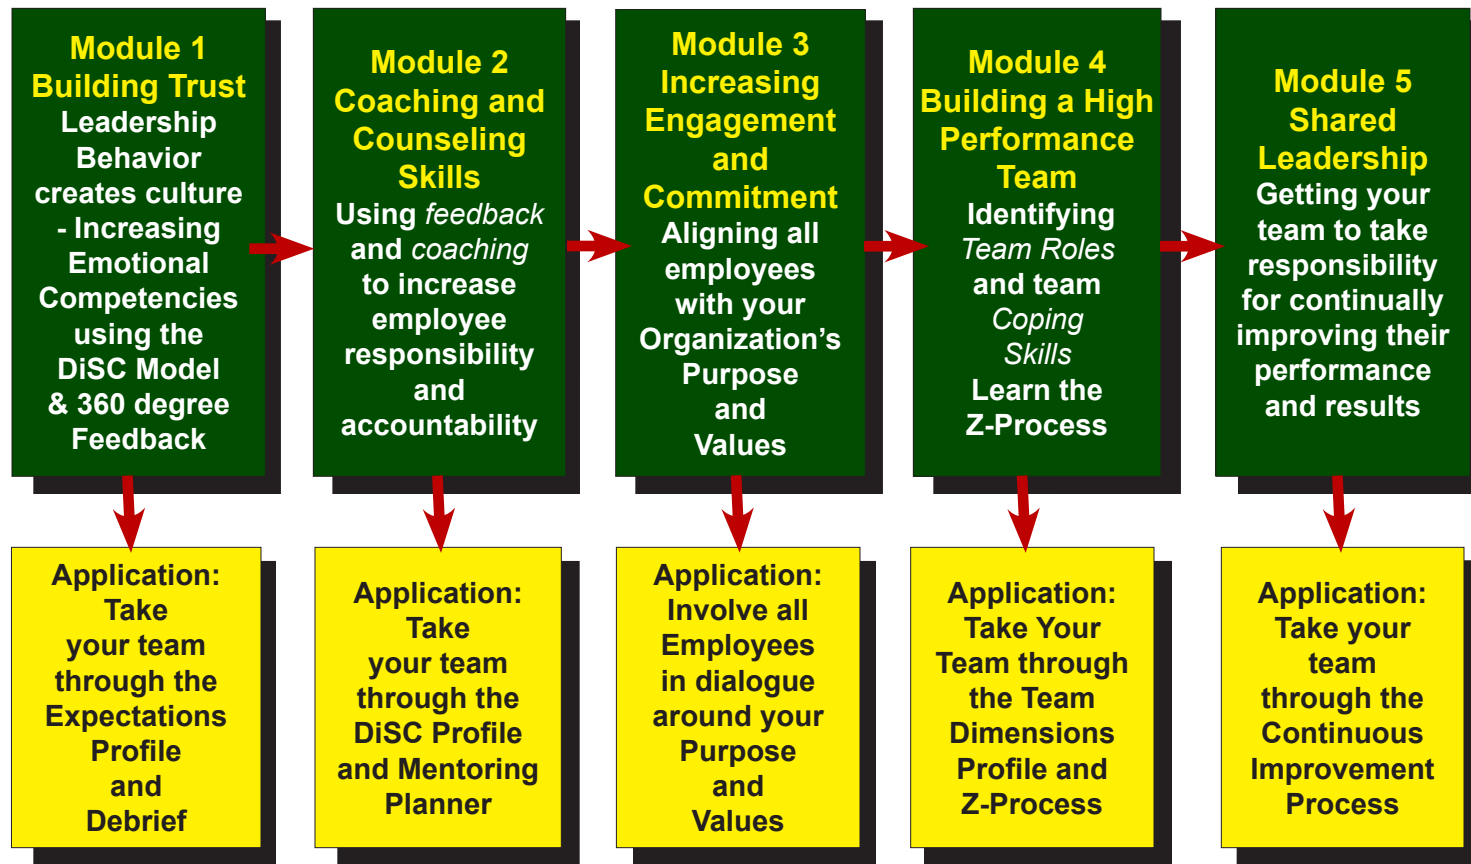 Module 1
Building Trust
Leadership
Behavior
creates culture
- Increasing
Emotional
Competencies
using the
DiSC Model
& 360 degree
Feedback
Module 2
Coaching and
Counseling
Skills
Using feedback
and coaching
to increase
employee
responsibility
and
accountability
Module 3
Increasing
Engagement
and
Commitment
Aligning all
employees
with your
Organization’s
Purpose
and
Values
Module 4
Building a High
Performance
Team
Identifying
Team Roles
and team
Coping
Skills
Learn the
Z-Process
Module 5
Shared
Leadership
Getting your
team to take
responsibility
for continually
improving their
performance
and results
Application:
Take
your team
through the
Expectations
Profile
and
Debrief
Application:
Take
your team
through the
DiSC Profile
and Mentoring
Planner
Application:
Involve all
Employees
in dialogue
around your
Purpose
and
Values
Application:
Take Your
Team through
the Team
Dimensions
Profile and
Z-Process
Application:
Take your
team
through the
Continuous
Improvement
Process